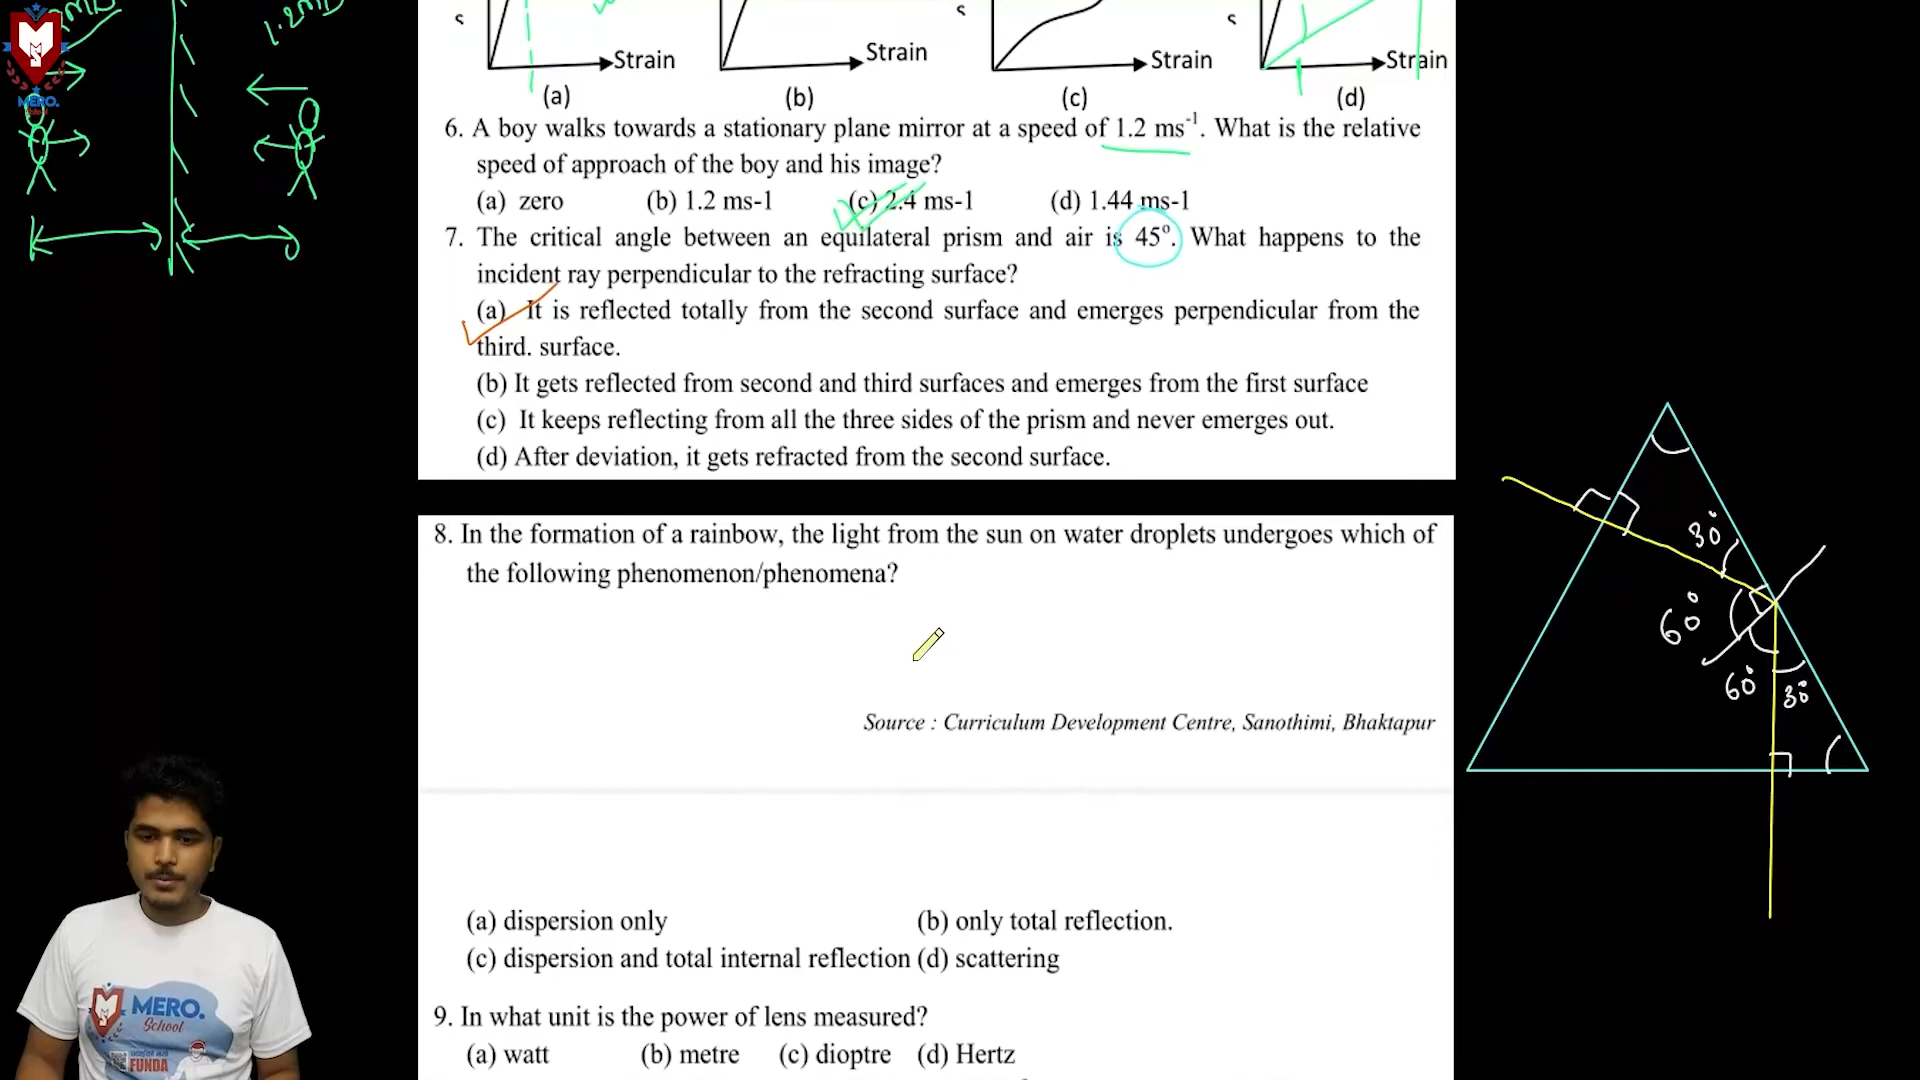 1.2 m
MERO.
Strain
Strain
Strain
Strain
(a)
(b)
(c)
(d)
6. A boy walks towards a stationary plane mirror at a speed of 1.2 ms⁻¹. What is the relative
speed of approach of the boy and his image?
(a) zero (b) 1.2 ms-1 (c) 2.4 ms-1 (d) 1.44 ms-1
7. The critical angle between an equilateral prism and air is 45°. What happens to the
incident ray perpendicular to the refracting surface?
(a) It is reflected totally from the second surface and emerges perpendicular from the
third. surface.
(b) It gets reflected from second and third surfaces and emerges from the first surface
(c) It keeps reflecting from all the three sides of the prism and never emerges out.
(d) After deviation, it gets refracted from the second surface.
30°
60°
60° 30°
8. In the formation of a rainbow, the light from the sun on water droplets undergoes which of
the following phenomenon/phenomena?
Source : Curriculum Development Centre, Sanothimi, Bhaktapur
(a) dispersion only (b) only total reflection.
(c) dispersion and total internal reflection (d) scattering
9. In what unit is the power of lens measured?
(a) watt (b) metre (c) dioptre (d) Hertz
MERO.
School
FUNDA